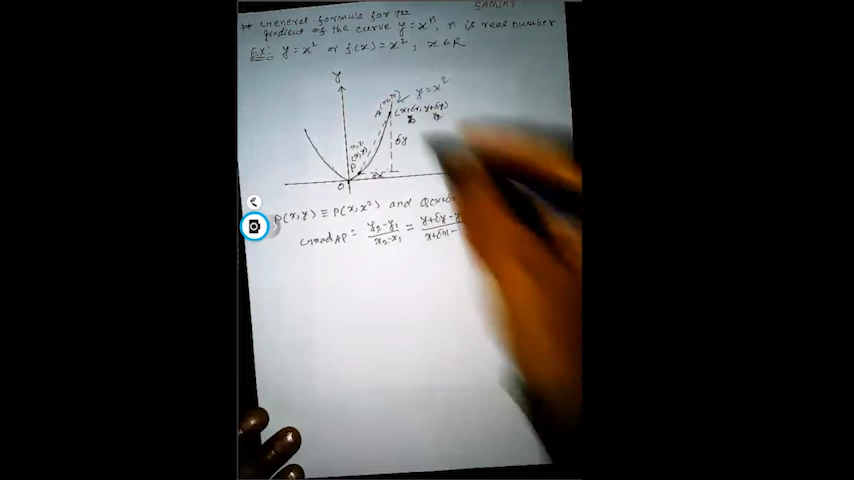 SANJAY
** General formula for the
gradient of the curve y = xⁿ, n is real number
EX: y = x² or f(x) = x², x ∈ R
y
y = x²
A (x+δx, y+δy)
δy
(x, y)
P
δx
O
P(x, y) ≡ P(x, x²) and Q(x+δ
Grad AP = y₂-y₁/x₂-x₁ = y+δy-y/x+δx-